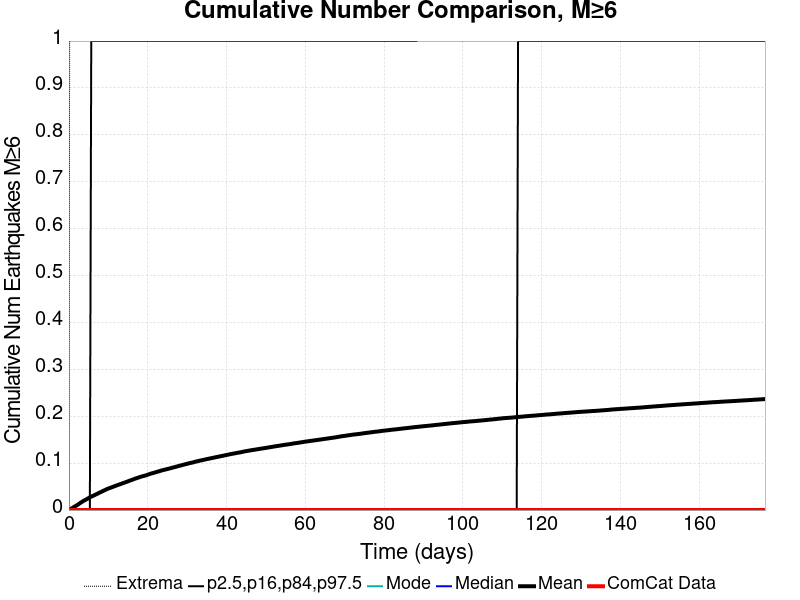 Cumulative Number Comparison, M≥6
Cumulative Num Earthquakes M≥6
1
0.9
0.8
0.7
0.6
0.5
0.4
0.3
0.2
0.1
0
0 20 40 60 80 100 120 140 160
Time (days)
Extrema p2.5,p16,p84,p97.5 Mode Median Mean ComCat Data